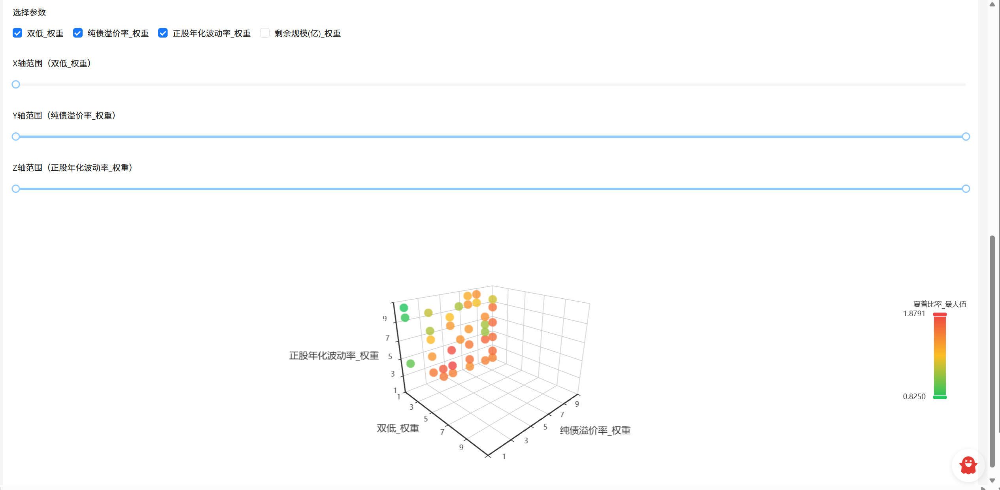 选择参数
双低_权重 纯债溢价率_权重 正股年化波动率_权重 剩余规模(亿)_权重
X轴范围（双低_权重）
Y轴范围（纯债溢价率_权重）
Z轴范围（正股年化波动率_权重）
夏普比率_最大值
1.8791
0.8250
正股年化波动率_权重
9
7
5
3
1
双低_权重
1
3
5
7
9
纯债溢价率_权重
9
7
5
3
1